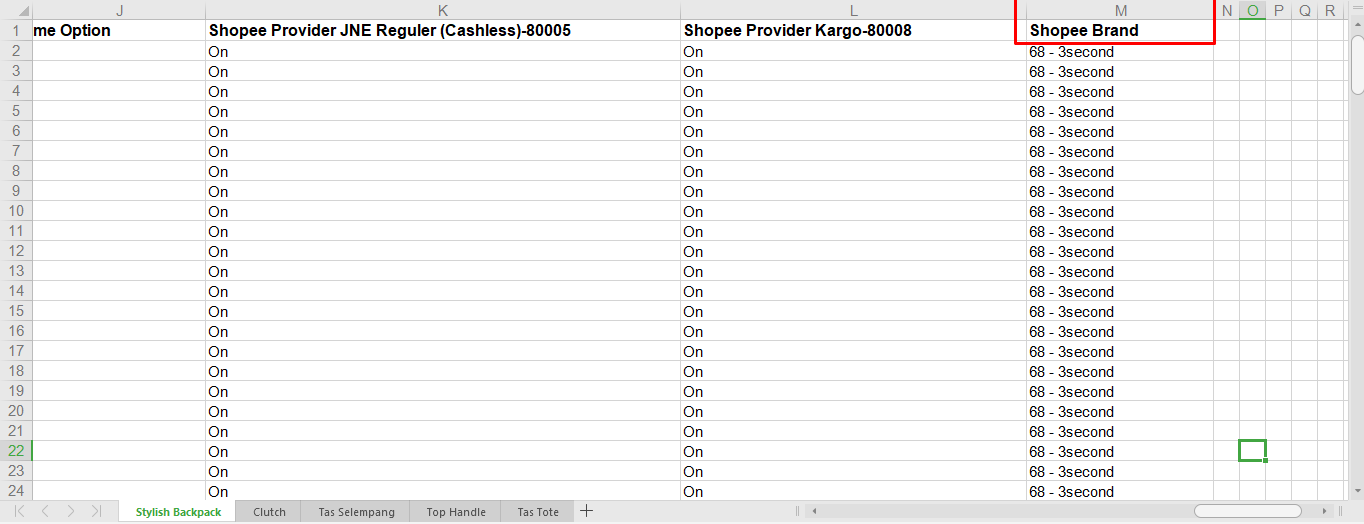 J K L M N O P Q R
1 me Option Shopee Provider JNE Reguler (Cashless)-80005 Shopee Provider Kargo-80008 Shopee Brand
2 On On 68 - 3second
3 On On 68 - 3second
4 On On 68 - 3second
5 On On 68 - 3second
6 On On 68 - 3second
7 On On 68 - 3second
8 On On 68 - 3second
9 On On 68 - 3second
10 On On 68 - 3second
11 On On 68 - 3second
12 On On 68 - 3second
13 On On 68 - 3second
14 On On 68 - 3second
15 On On 68 - 3second
16 On On 68 - 3second
17 On On 68 - 3second
18 On On 68 - 3second
19 On On 68 - 3second
20 On On 68 - 3second
21 On On 68 - 3second
22 On On 68 - 3second
23 On On 68 - 3second
24 On On 68 - 3second
Stylish Backpack Clutch Tas Selempang Top Handle Tas Tote